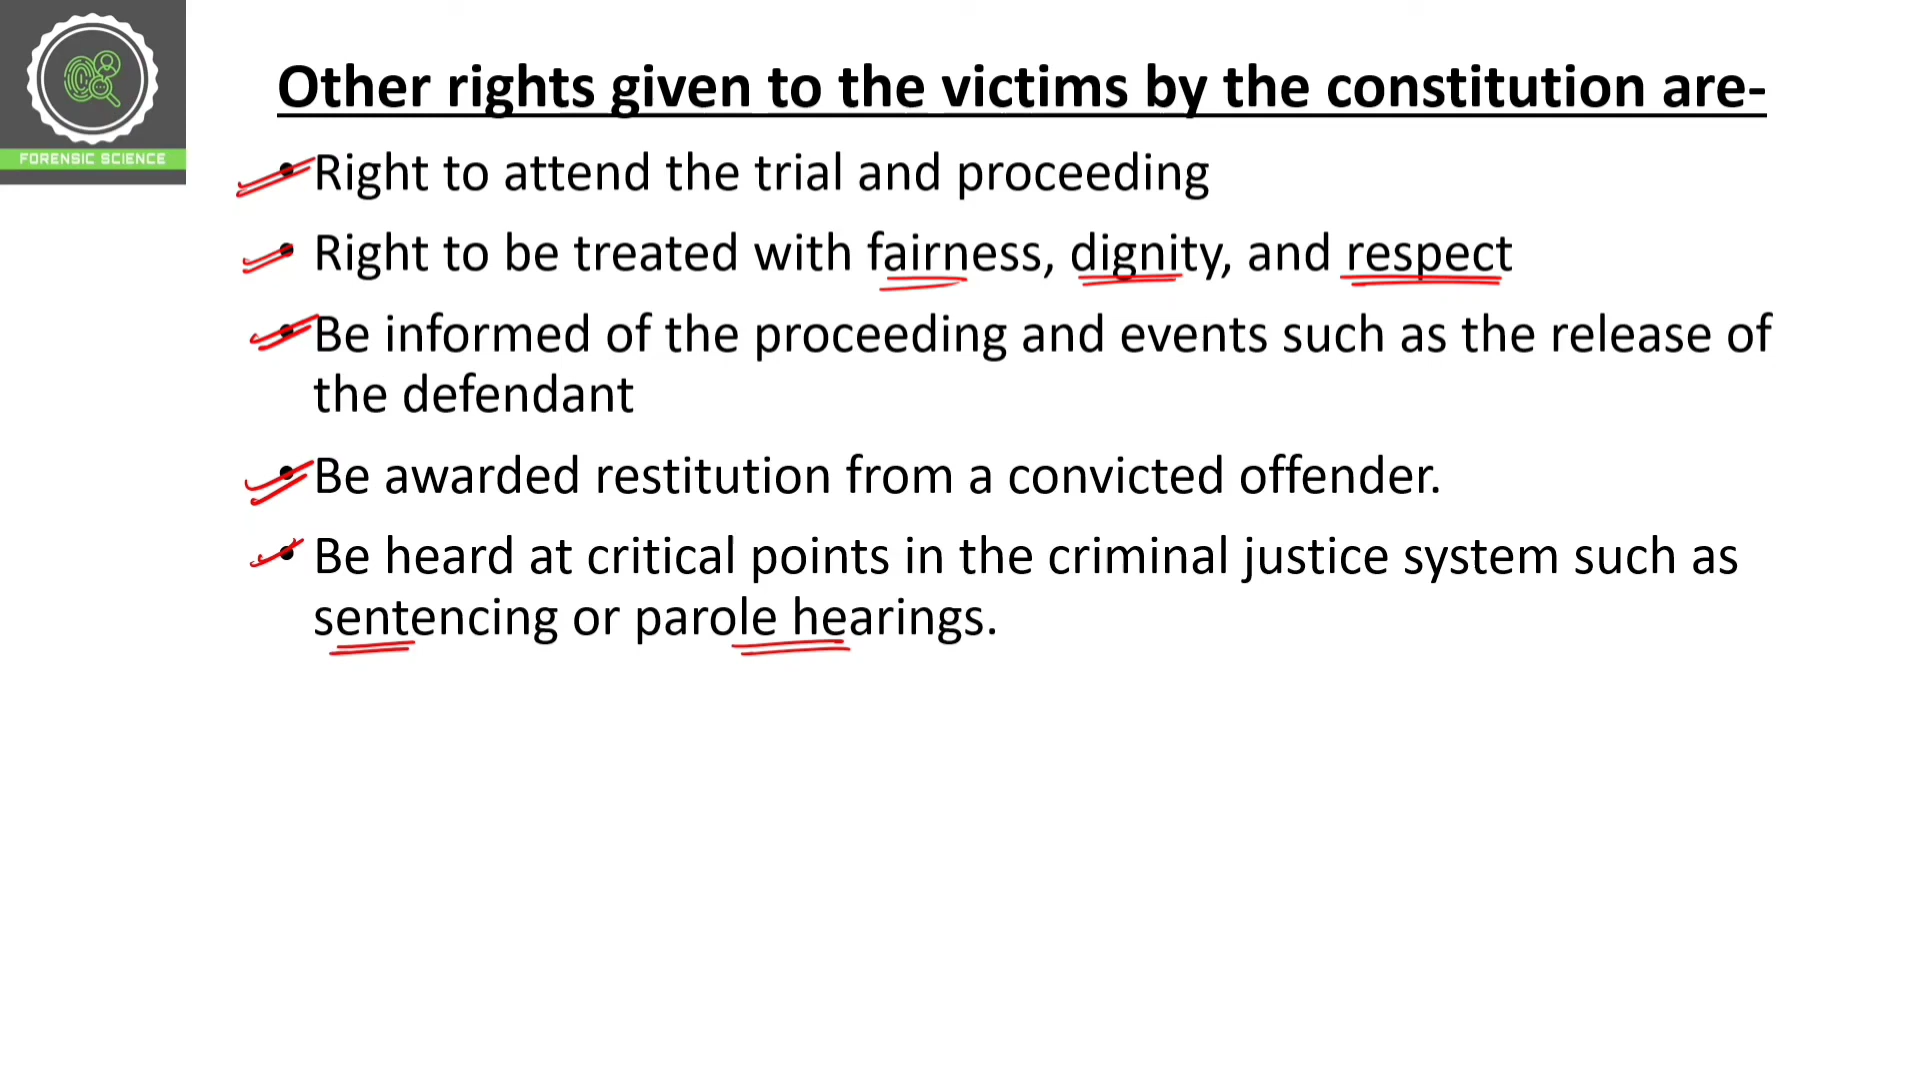 FORENSIC SCIENCE
Other rights given to the victims by the constitution are-
• Right to attend the trial and proceeding
• Right to be treated with fairness, dignity, and respect
• Be informed of the proceeding and events such as the release of
the defendant
• Be awarded restitution from a convicted offender.
• Be heard at critical points in the criminal justice system such as
sentencing or parole hearings.